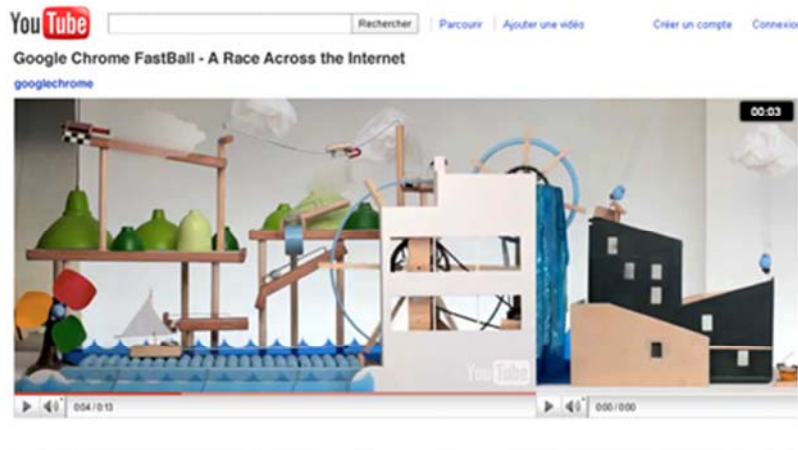 YouTube Rechercher Parcourir Ajouter une vidéo Créer un compte Connexion
Google Chrome FastBall - A Race Across the Internet
googlechrome
00:03
YouTube
0:04 / 0:13 0:00 / 0:00